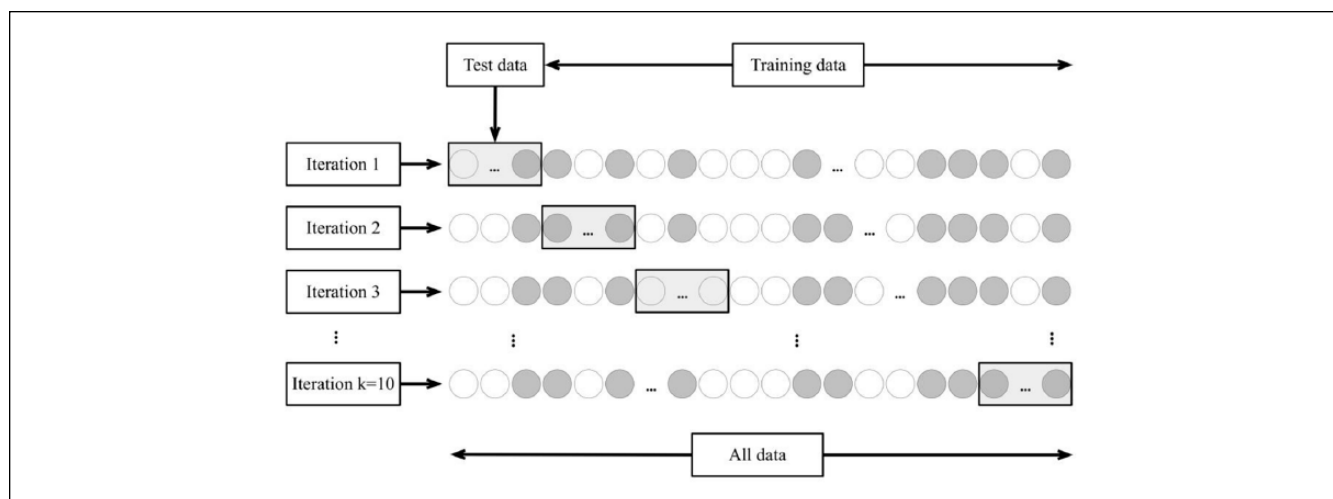 Test data
Training data
Iteration 1
...
...
Iteration 2
...
...
Iteration 3
...
...
⋮ ⋮ ⋮ ⋮
Iteration k=10
...
...
All data